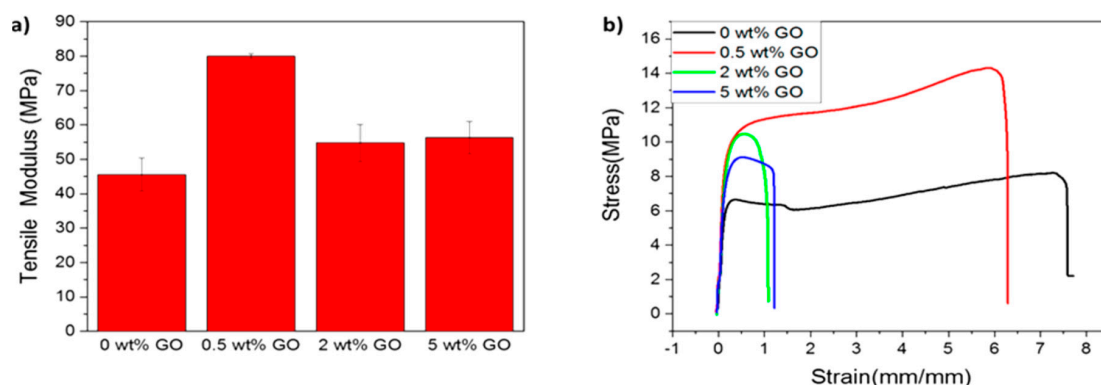 a)
Tensile Modulus (MPa)
90
80
70
60
50
40
30
20
10
0
0 wt% GO 0.5 wt% GO 2 wt% GO 5 wt% GO
b)
0 wt% GO
0.5 wt% GO
2 wt% GO
5 wt% GO
Stress(MPa)
16
14
12
10
8
6
4
2
0
-1 0 1 2 3 4 5 6 7 8
Strain(mm/mm)